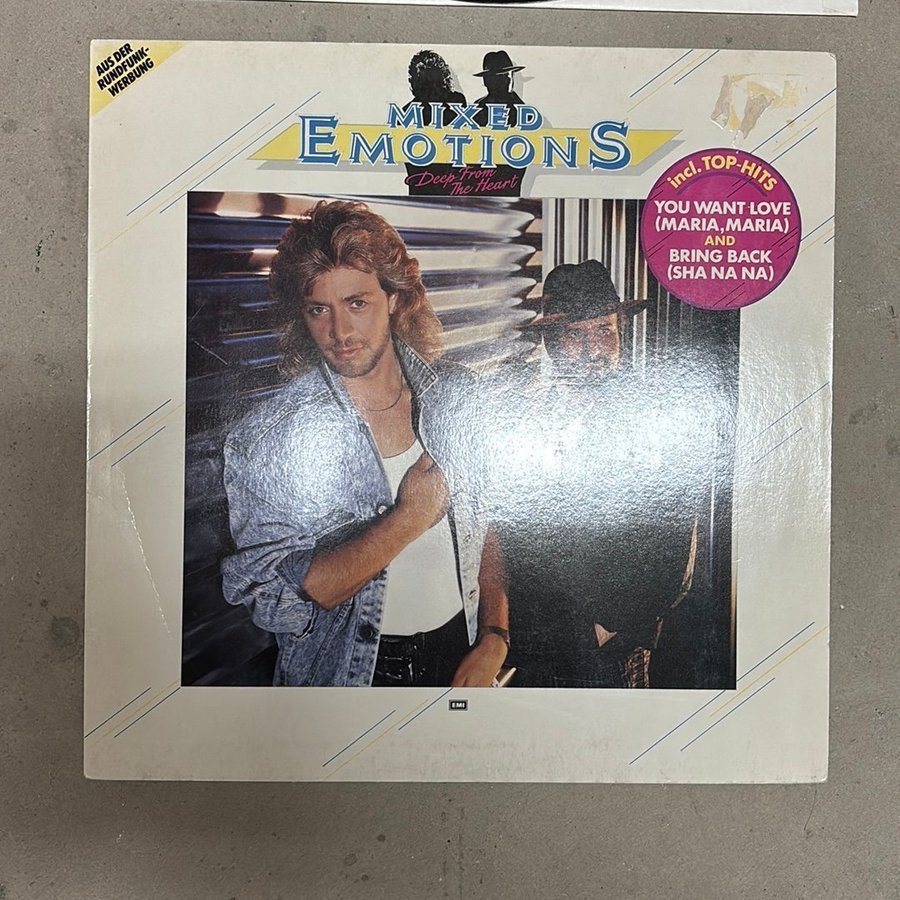 AUS DER
RUNDFUNK-
WERBUNG
MIXED
EMOTIONS
Deep From
The Heart
incl. TOP-HITS
YOU WANT LOVE
(MARIA, MARIA)
AND
BRING BACK
(SHA NA NA)
EMI